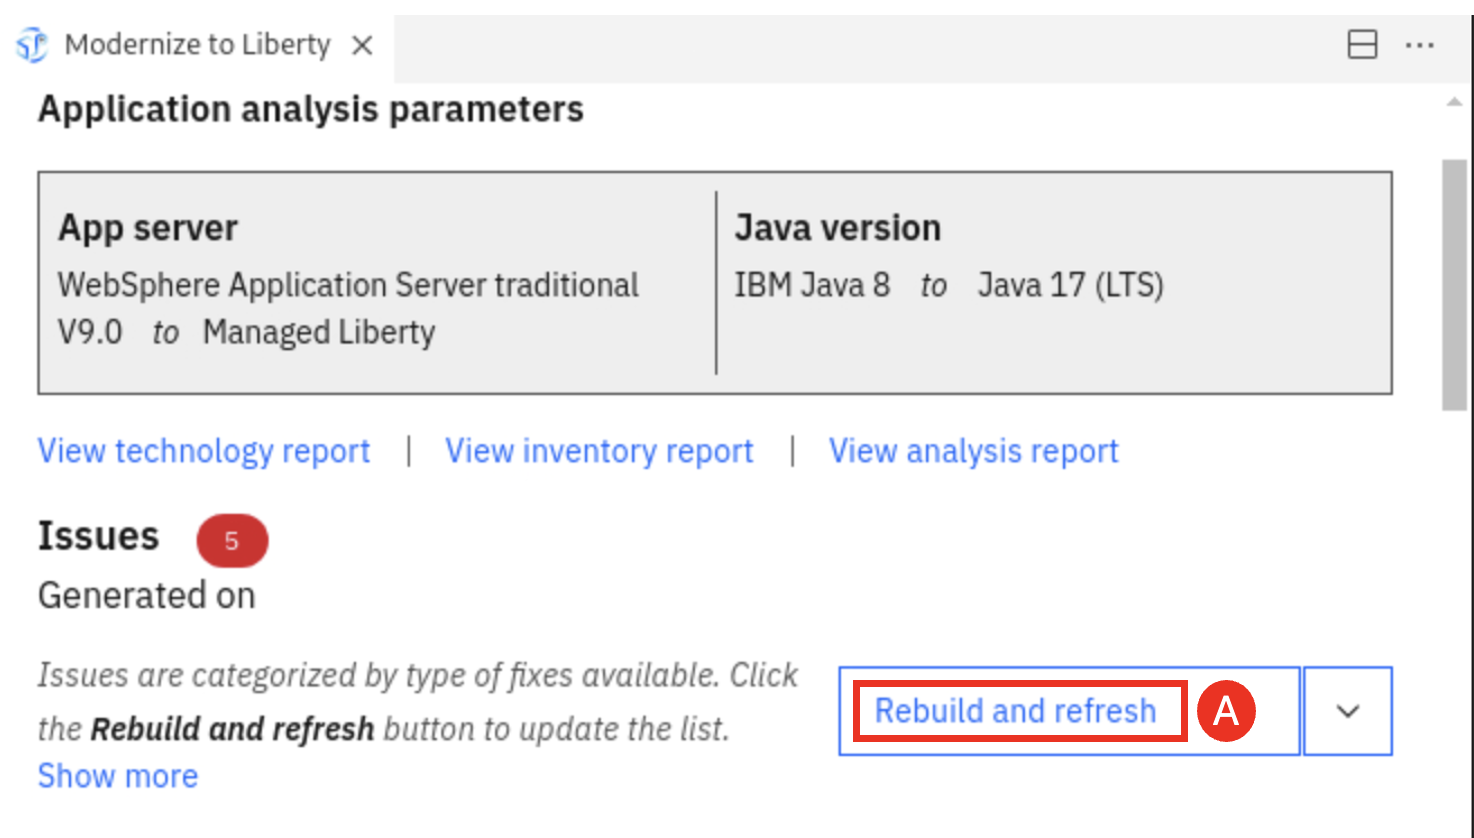 Modernize to Liberty
Application analysis parameters
App server
WebSphere Application Server traditional
V9.0 to Managed Liberty
Java version
IBM Java 8 to Java 17 (LTS)
View technology report | View inventory report | View analysis report
Issues 5
Generated on
Issues are categorized by type of fixes available. Click
the Rebuild and refresh button to update the list.
Show more
Rebuild and refresh A